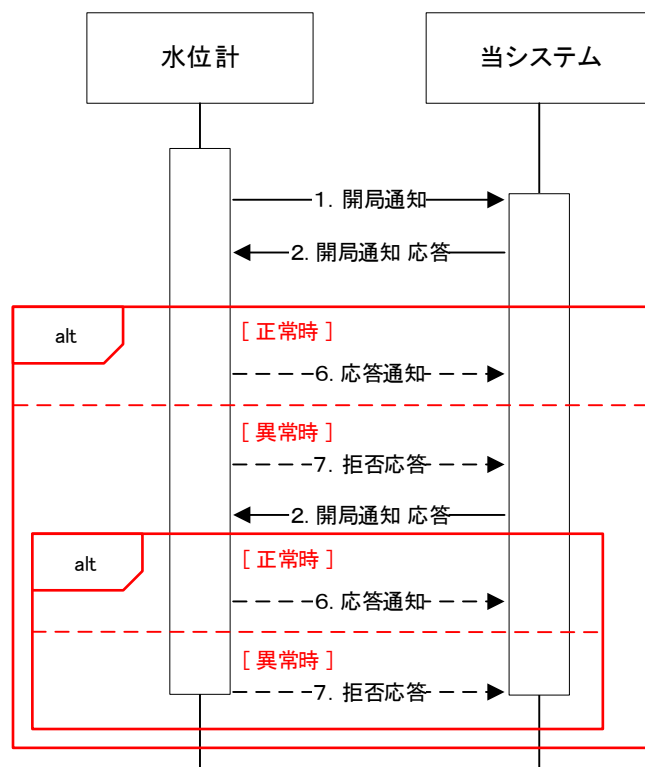 水位計
当システム
1. 開局通知
2. 開局通知 応答
alt
[ 正常時 ]
6. 応答通知
[ 異常時 ]
7. 拒否応答
2. 開局通知 応答
alt
[ 正常時 ]
6. 応答通知
[ 異常時 ]
7. 拒否応答